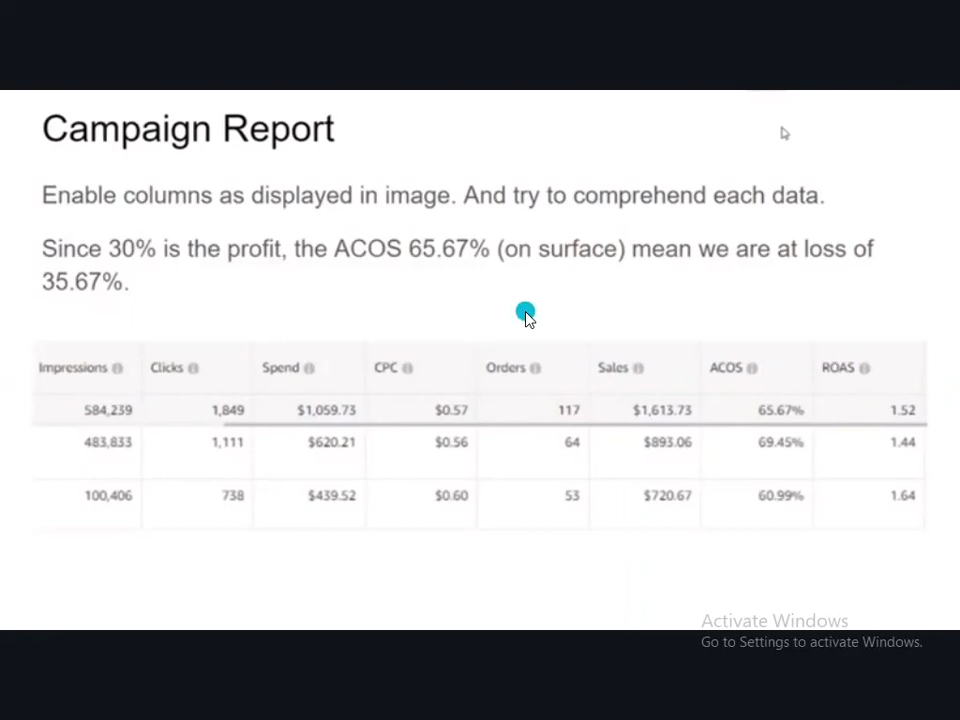 Campaign Report
Enable columns as displayed in image. And try to comprehend each data.
Since 30% is the profit, the ACOS 65.67% (on surface) mean we are at loss of
35.67%.
Impressions Clicks Spend CPC Orders Sales ACOS ROAS
584,239 1,849 $1,059.73 $0.57 117 $1,613.73 65.67% 1.52
483,833 1,111 $620.21 $0.56 64 $893.06 69.45% 1.44
100,406 738 $439.52 $0.60 53 $720.67 60.99% 1.64
Activate Windows
Go to Settings to activate Windows.